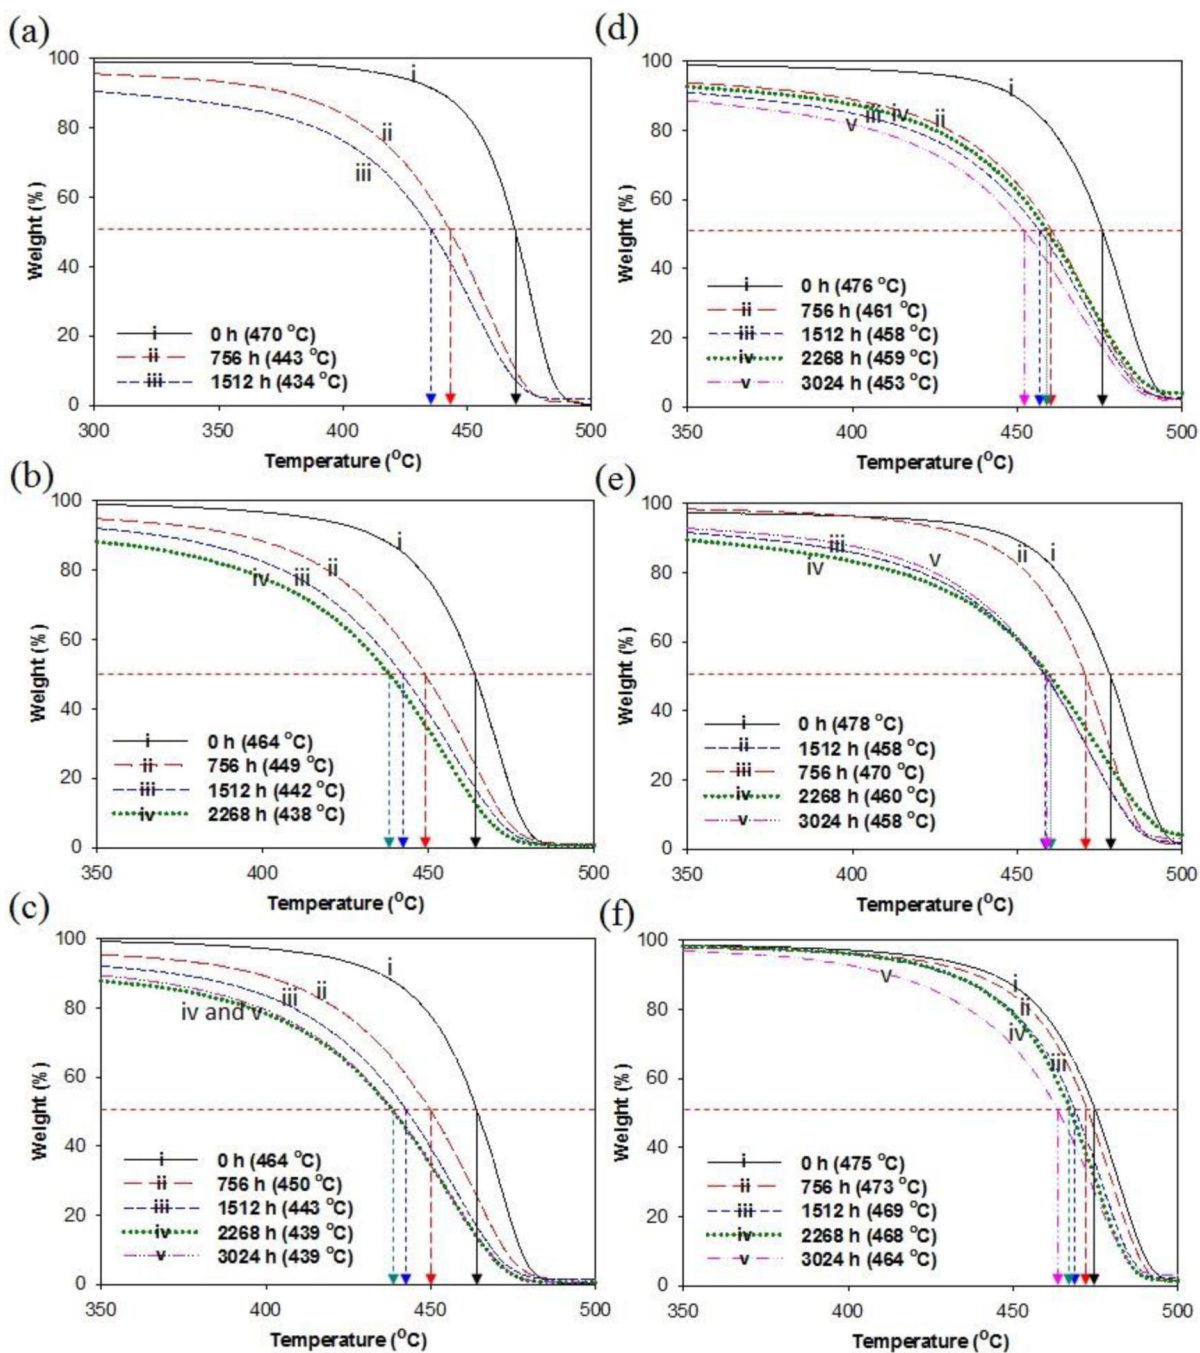 (a)
100
80
60
40
20
0
Weight (%)
i
ii
iii
i 0 h (470 °C)
ii 756 h (443 °C)
iii 1512 h (434 °C)
300 350 400 450 500
Temperature (°C)
(b)
100
80
60
40
20
0
Weight (%)
i
ii
iii
iv
i 0 h (464 °C)
ii 756 h (449 °C)
iii 1512 h (442 °C)
iv 2268 h (438 °C)
350 400 450 500
Temperature (°C)
(c)
100
80
60
40
20
0
Weight (%)
i
ii
iii
iv and v
i 0 h (464 °C)
ii 756 h (450 °C)
iii 1512 h (443 °C)
iv 2268 h (439 °C)
v 3024 h (439 °C)
350 400 450 500
Temperature (°C)
(d)
100
80
60
40
20
0
Weight (%)
i
v iii iv ii
i 0 h (476 °C)
ii 756 h (461 °C)
iii 1512 h (458 °C)
iv 2268 h (459 °C)
v 3024 h (453 °C)
350 400 450 500
Temperature (°C)
(e)
100
80
60
40
20
0
Weight (%)
iii
iv
v
ii i
i 0 h (478 °C)
ii 1512 h (458 °C)
iii 756 h (470 °C)
iv 2268 h (460 °C)
v 3024 h (458 °C)
350 400 450 500
Temperature (°C)
(f)
100
80
60
40
20
0
Weight (%)
v
i
ii
iv
iii
i 0 h (475 °C)
ii 756 h (473 °C)
iii 1512 h (469 °C)
iv 2268 h (468 °C)
v 3024 h (464 °C)
350 400 450 500
Temperature (°C)